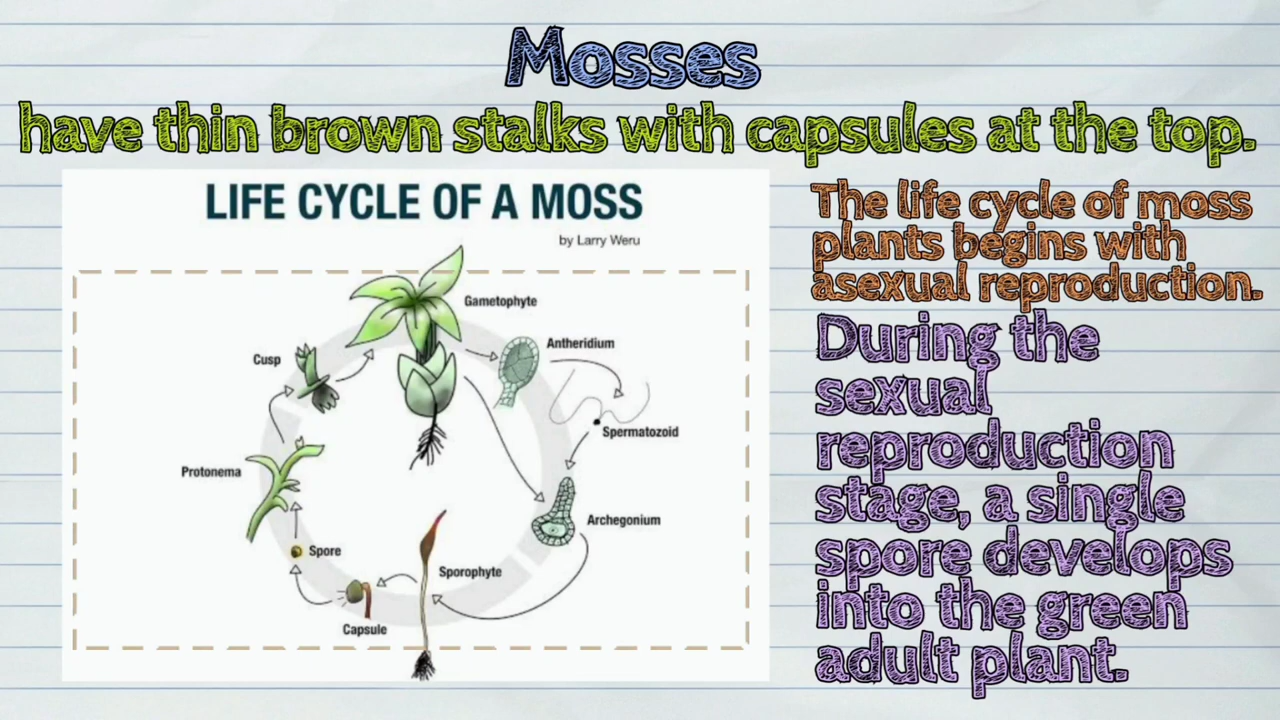 Mosses
have thin brown stalks with capsules at the top.
LIFE CYCLE OF A MOSS
by Larry Weru
Gametophyte
Antheridium
Cusp
Spermatozoid
Protonema
Archegonium
Spore
Sporophyte
Capsule
The life cycle of moss
plants begins with
asexual reproduction.
During the
sexual
reproduction
stage, a single
spore develops
into the green
adult plant.